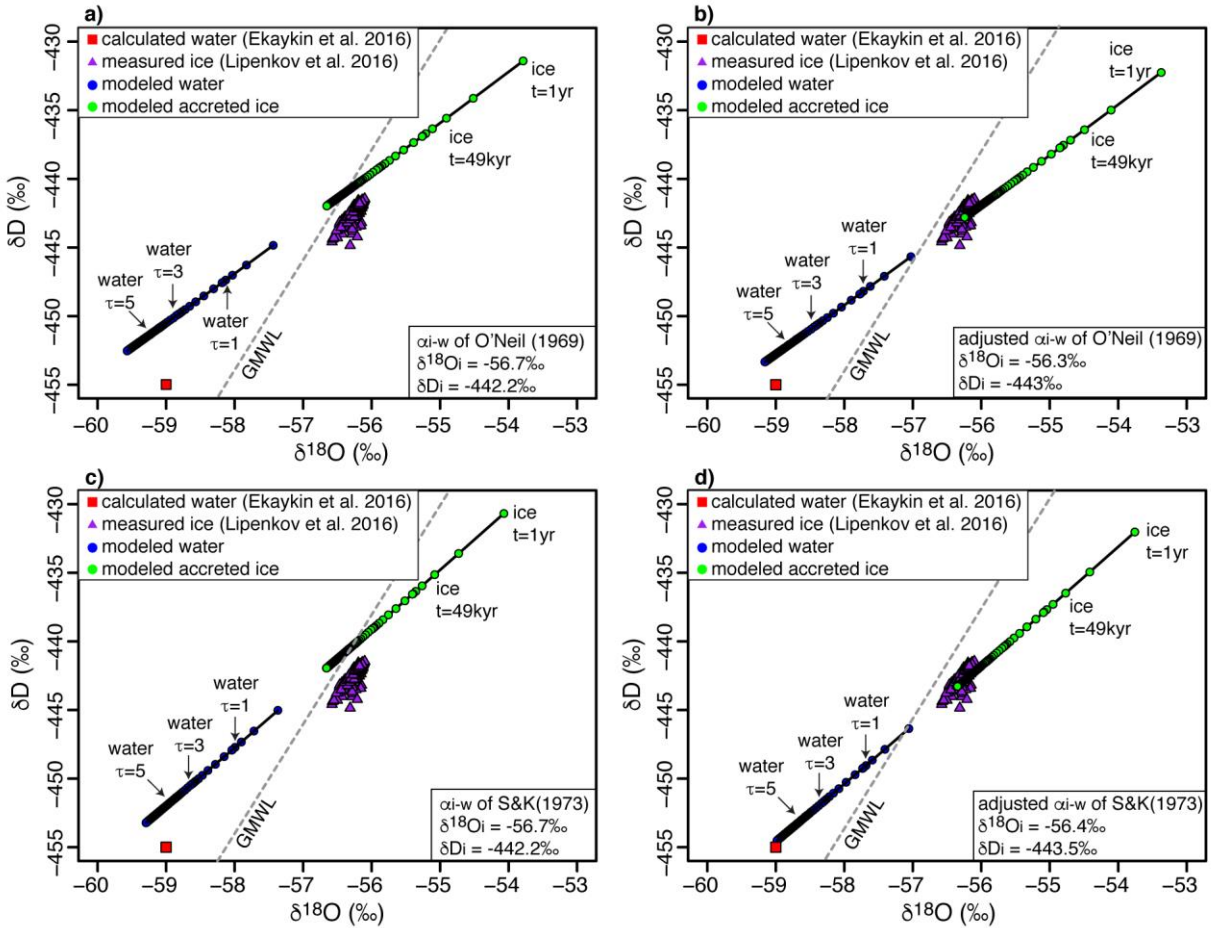 a)
calculated water (Ekaykin et al. 2016)
measured ice (Lipenkov et al. 2016)
modeled water
modeled accreted ice
ice
t=1yr
ice
t=49kyr
water
τ=3
water
τ=5
water
τ=1
GMWL
αi-w of O'Neil (1969)
δ¹⁸Oi = -56.7‰
δDi = -442.2‰
δD (‰)
−430
−435
−440
−445
−450
−455
−60 −59 −58 −57 −56 −55 −54 −53
δ¹⁸O (‰)
b)
calculated water (Ekaykin et al. 2016)
measured ice (Lipenkov et al. 2016)
modeled water
modeled accreted ice
ice
t=1yr
ice
t=49kyr
water
τ=1
water
τ=3
water
τ=5
GMWL
adjusted αi-w of O'Neil (1969)
δ¹⁸Oi = -56.3‰
δDi = -443%
δD (‰)
−430
−435
−440
−445
−450
−455
−60 −59 −58 −57 −56 −55 −54 −53
δ¹⁸O (‰)
c)
calculated water (Ekaykin et al. 2016)
measured ice (Lipenkov et al. 2016)
modeled water
modeled accreted ice
ice
t=1yr
ice
t=49kyr
water
τ=1
water
τ=3
water
τ=5
GMWL
αi-w of S&K(1973)
δ¹⁸Oi = -56.7‰
δDi = -442.2‰
δD (‰)
−430
−435
−440
−445
−450
−455
−60 −59 −58 −57 −56 −55 −54 −53
δ¹⁸O (‰)
d)
calculated water (Ekaykin et al. 2016)
measured ice (Lipenkov et al. 2016)
modeled water
modeled accreted ice
ice
t=1yr
ice
t=49kyr
water
τ=1
water
τ=3
water
τ=5
GMWL
adjusted αi-w of S&K(1973)
δ¹⁸Oi = -56.4‰
δDi = -443.5‰
δD (‰)
−430
−435
−440
−445
−450
−455
−60 −59 −58 −57 −56 −55 −54 −53
δ¹⁸O (‰)